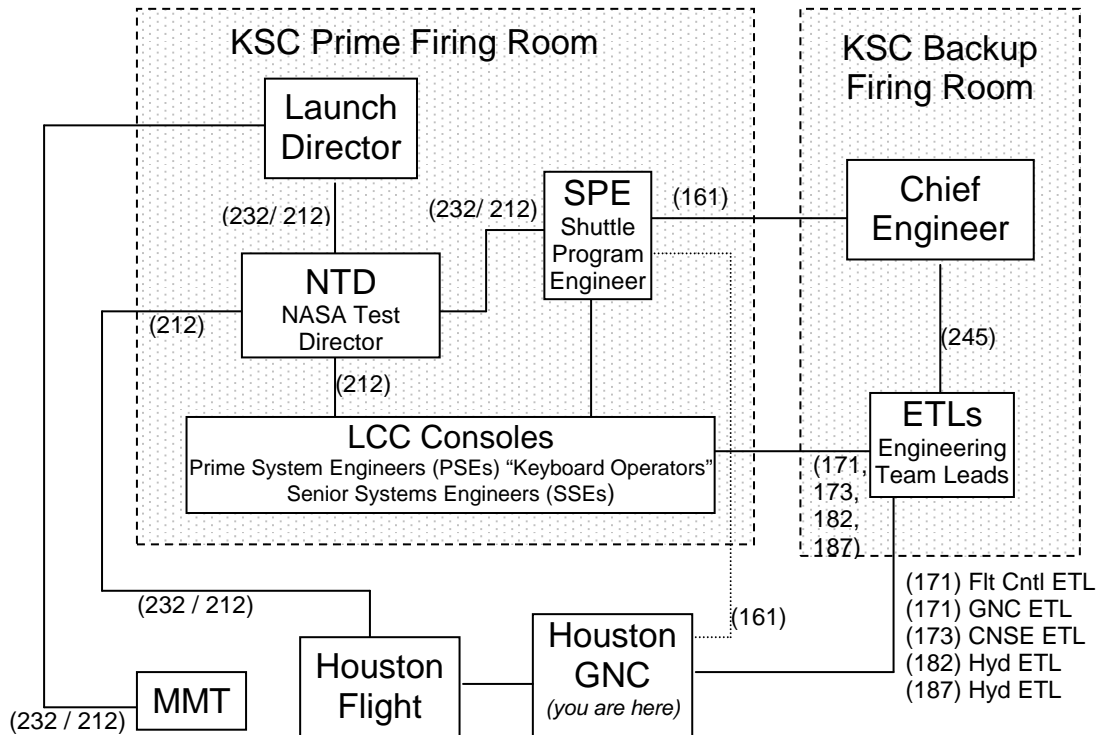 KSC Prime Firing Room
KSC Backup
Firing Room
Launch
Director
SPE
Shuttle
Program
Engineer
Chief
Engineer
(161)
(232/ 212)
(232/ 212)
NTD
NASA Test
Director
(212)
(212)
(245)
LCC Consoles
Prime System Engineers (PSEs) “Keyboard Operators”
Senior Systems Engineers (SSEs)
ETLs
Engineering
Team Leads
(171,
173,
182,
187)
(171) Flt Cntl ETL
(171) GNC ETL
(173) CNSE ETL
(182) Hyd ETL
(187) Hyd ETL
(232 / 212)
(161)
Houston
Flight
Houston
GNC
(you are here)
MMT
(232 / 212)